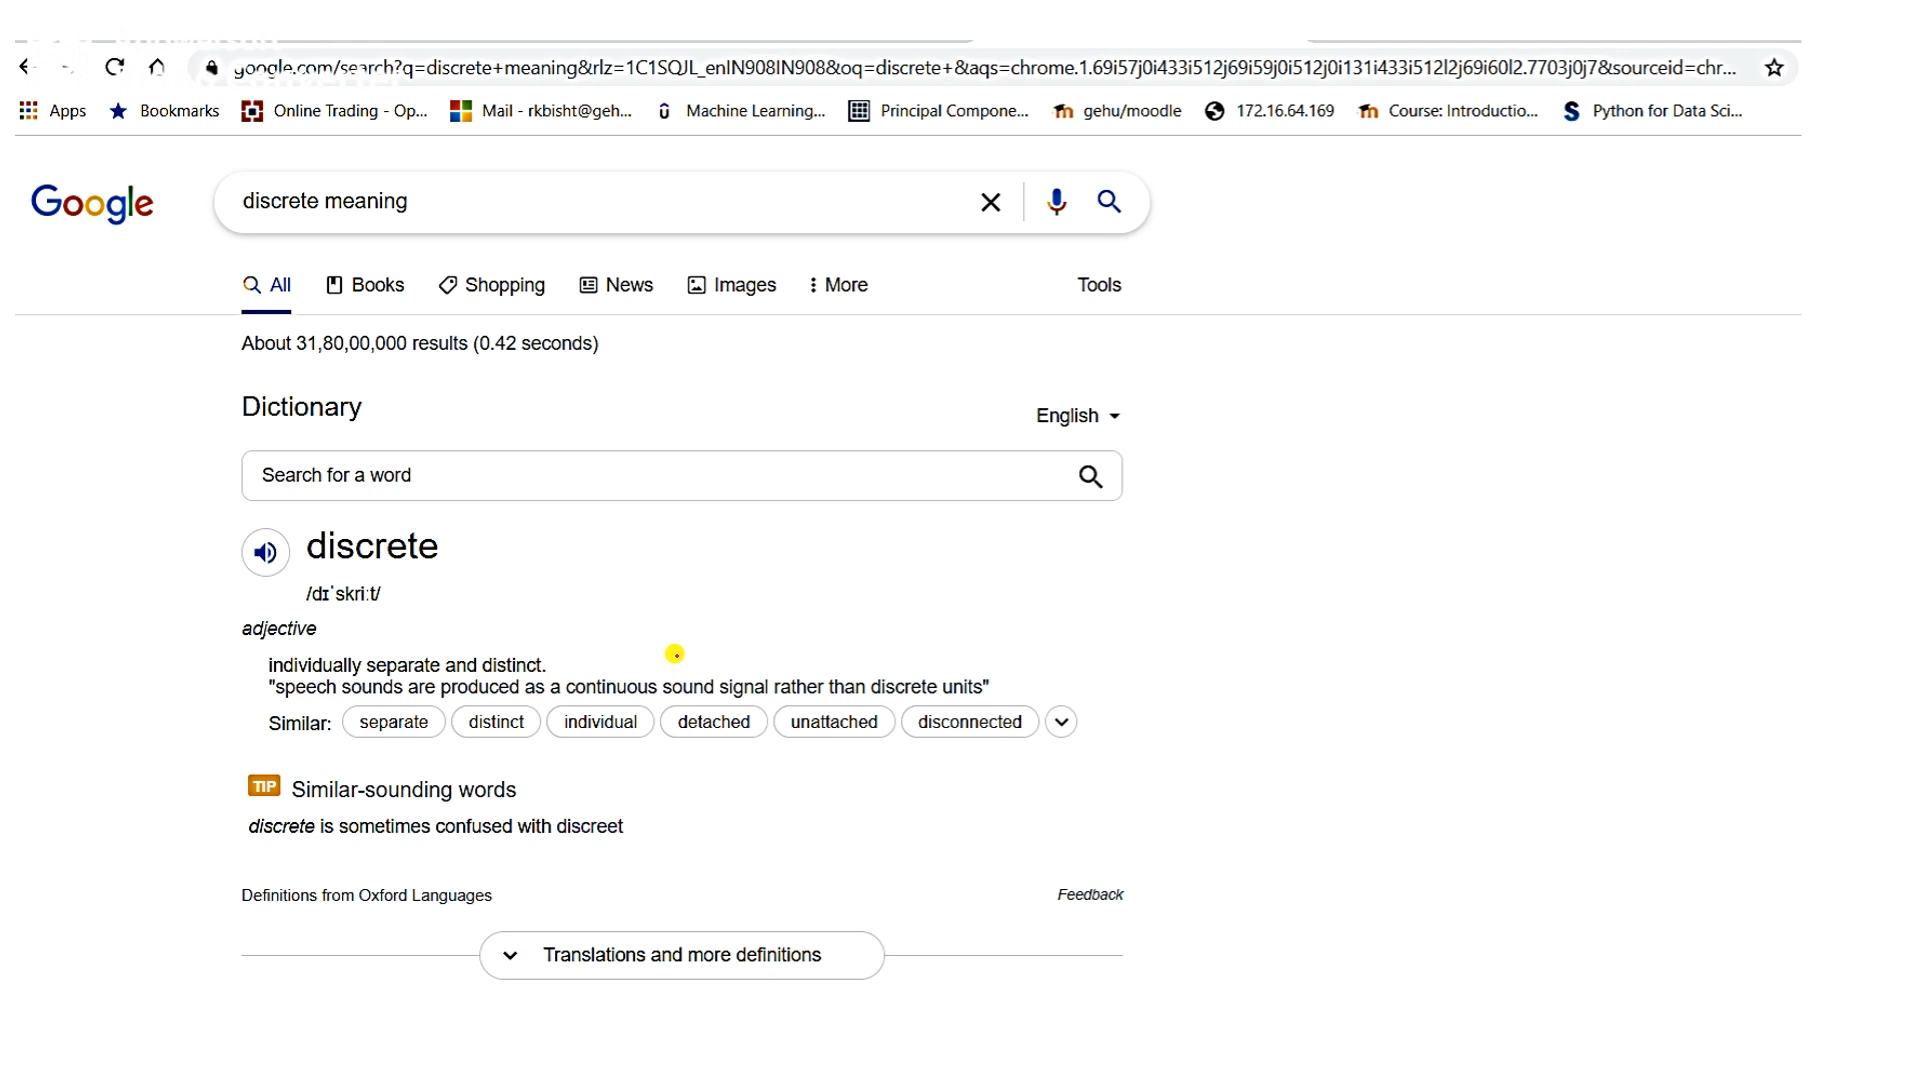 google.com/search?q=discrete+meaning&rlz=1C1SQJL_enIN908IN908&oq=discrete+&aqs=chrome.1.69i57j0i433i512j69i59j0i512j0i131i433i512l2j69i60l2.7703j0j7&sourceid=chr...
Apps Bookmarks Online Trading - Op... Mail - rkbisht@geh... Machine Learning... Principal Compone... gehu/moodle 172.16.64.169 Course: Introductio... Python for Data Sci...
Google discrete meaning
All Books Shopping News Images More Tools
About 31,80,00,000 results (0.42 seconds)
Dictionary
English
Search for a word
discrete
/dɪˈskriːt/
adjective
individually separate and distinct.
"speech sounds are produced as a continuous sound signal rather than discrete units"
Similar: separate distinct individual detached unattached disconnected
TIP Similar-sounding words
discrete is sometimes confused with discreet
Definitions from Oxford Languages Feedback
Translations and more definitions